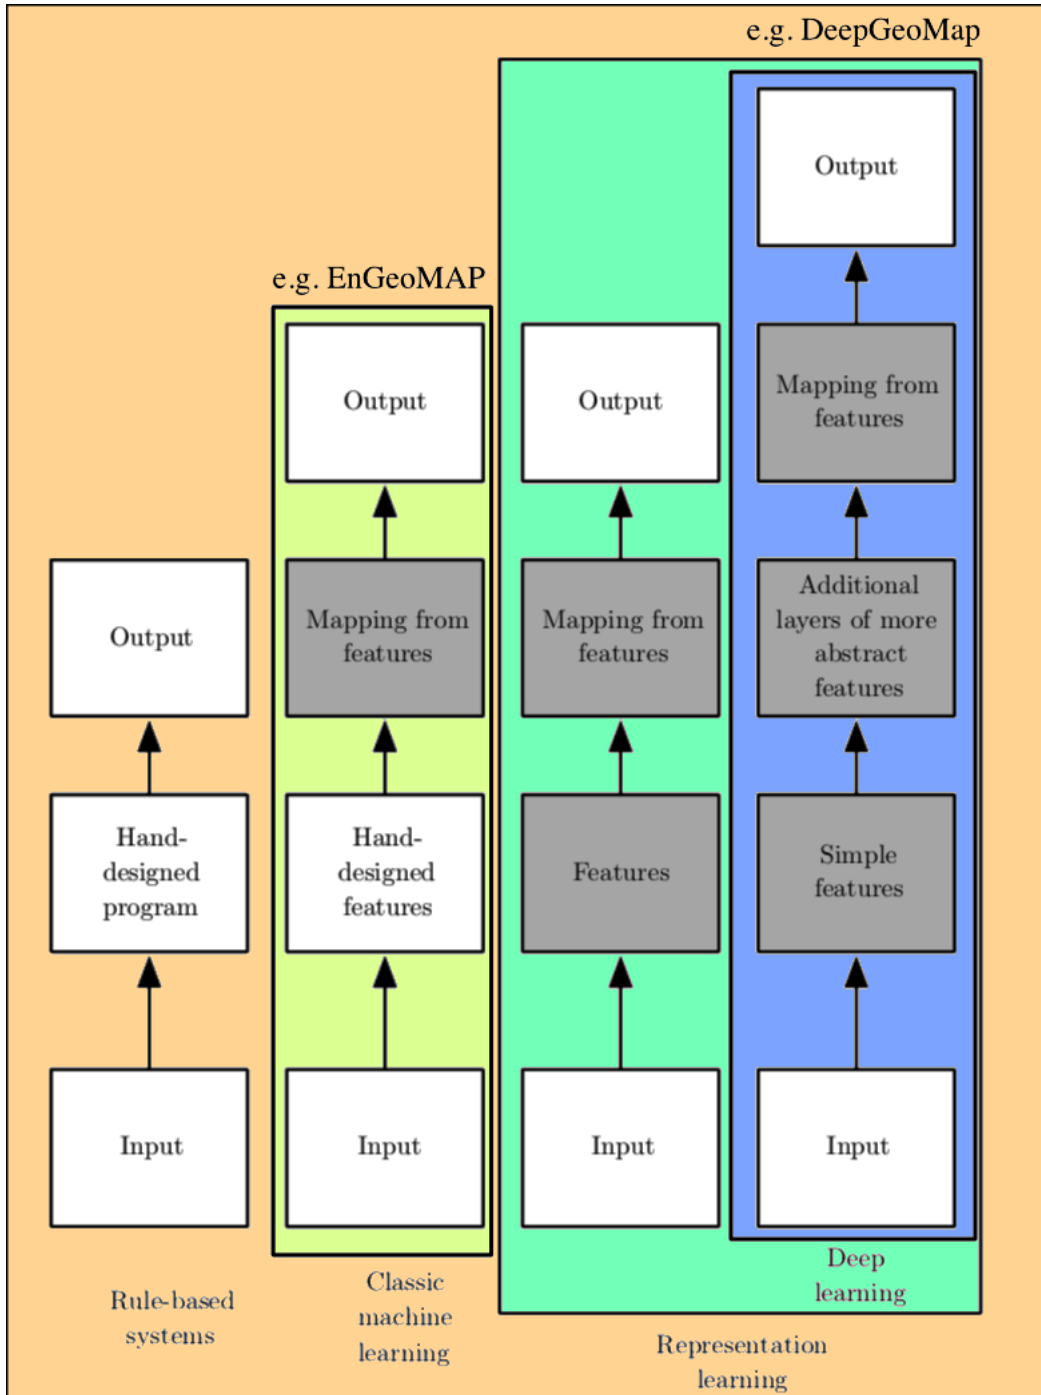 e.g. DeepGeoMap
Output
e.g. EnGeoMAP
Output
Output
Mapping from
features
Output
Mapping from
features
Mapping from
features
Additional
layers of more
abstract
features
Hand-
designed
program
Hand-
designed
features
Features
Simple
features
Input
Input
Input
Input
Rule-based
systems
Classic
machine
learning
Deep
learning
Representation
learning